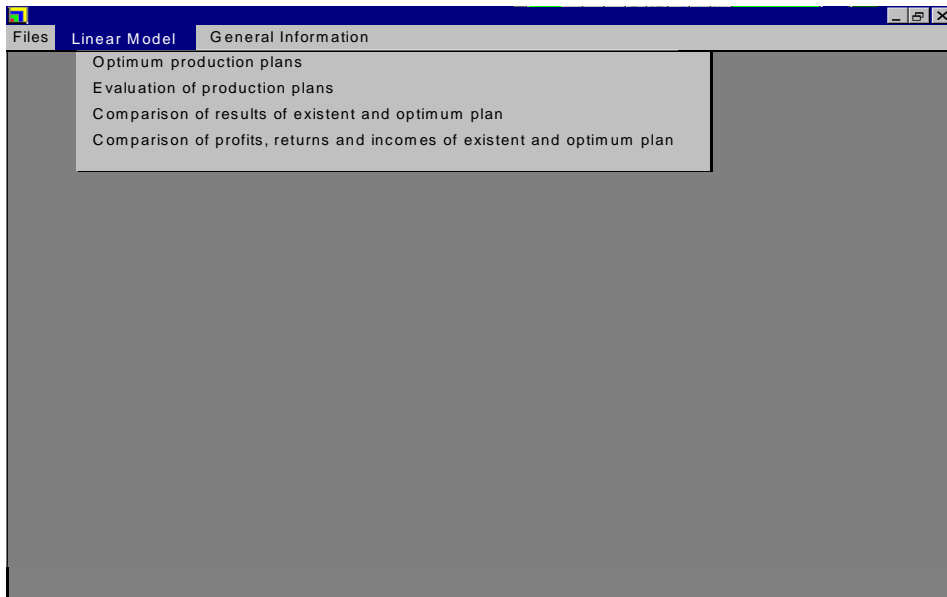 Files Linear Model General Information
Optimum production plans
Evaluation of production plans
Comparison of results of existent and optimum plan
Comparison of profits, returns and incomes of existent and optimum plan